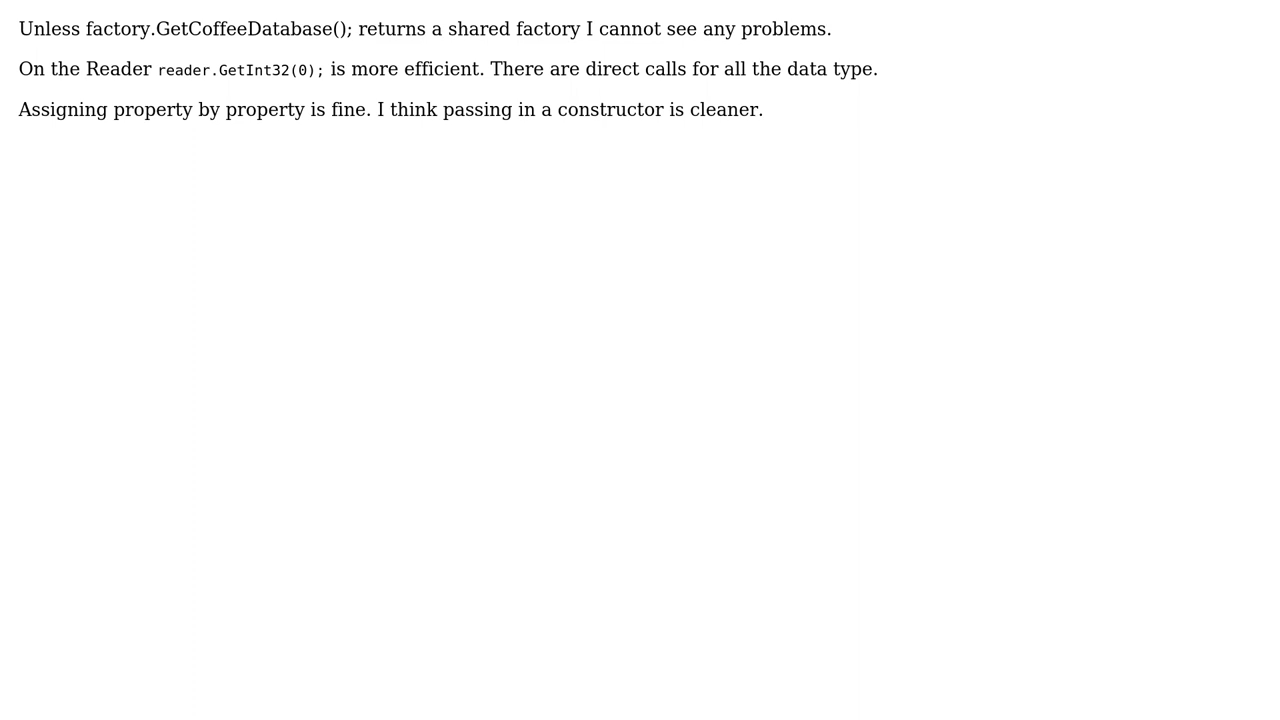 Unless factory.GetCoffeeDatabase(); returns a shared factory I cannot see any problems.
On the Reader reader.GetInt32(0); is more efficient. There are direct calls for all the data type.
Assigning property by property is fine. I think passing in a constructor is cleaner.